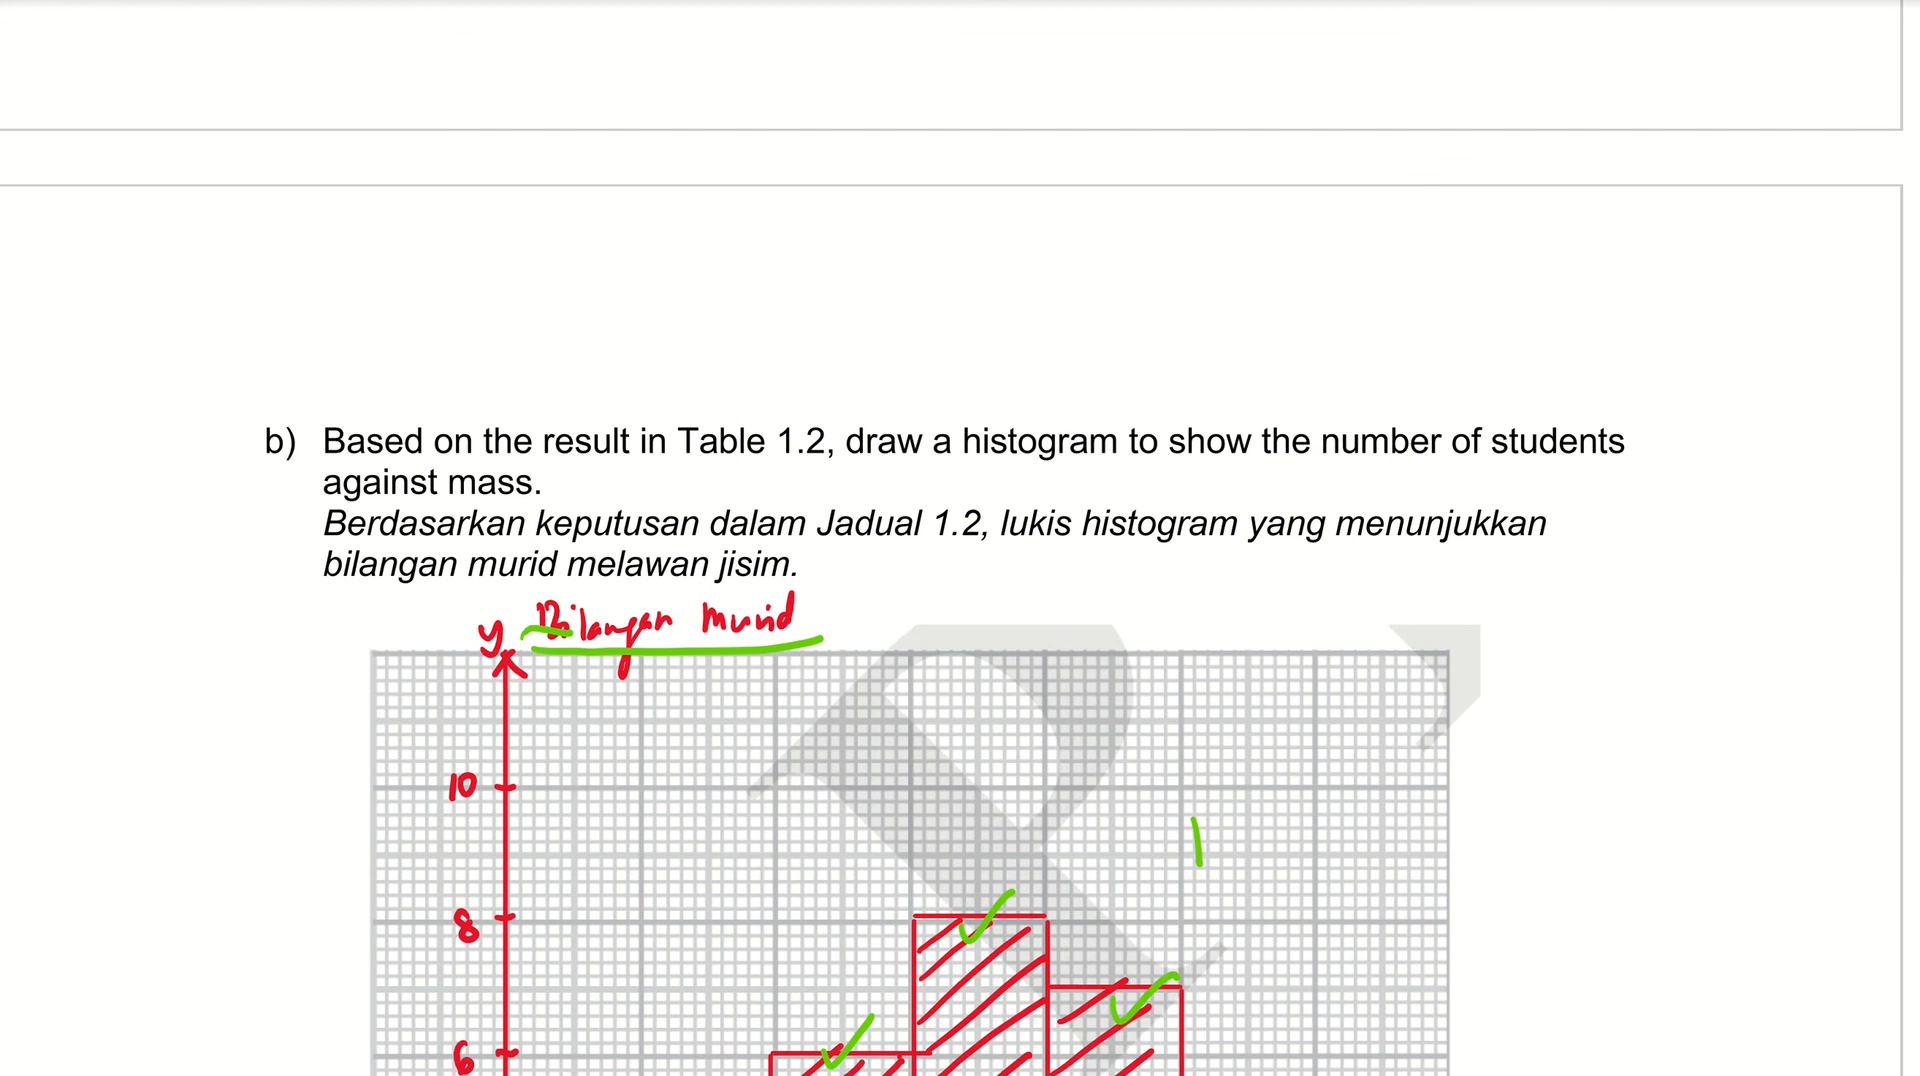 b) Based on the result in Table 1.2, draw a histogram to show the number of students
against mass.
Berdasarkan keputusan dalam Jadual 1.2, lukis histogram yang menunjukkan
bilangan murid melawan jisim.
y Bilangan Murid
10
8
6